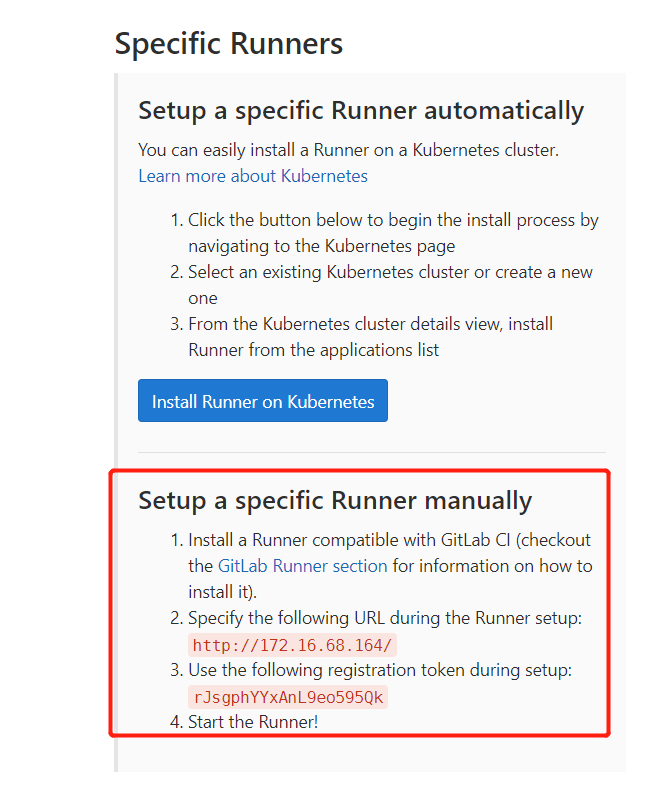 Specific Runners
Setup a specific Runner automatically
You can easily install a Runner on a Kubernetes cluster.
Learn more about Kubernetes
1. Click the button below to begin the install process by
navigating to the Kubernetes page
2. Select an existing Kubernetes cluster or create a new
one
3. From the Kubernetes cluster details view, install
Runner from the applications list
Install Runner on Kubernetes
Setup a specific Runner manually
1. Install a Runner compatible with GitLab CI (checkout
the GitLab Runner section for information on how to
install it).
2. Specify the following URL during the Runner setup:
http://172.16.68.164/
3. Use the following registration token during setup:
rJsgphYYxAnL9eo595Qk
4. Start the Runner!